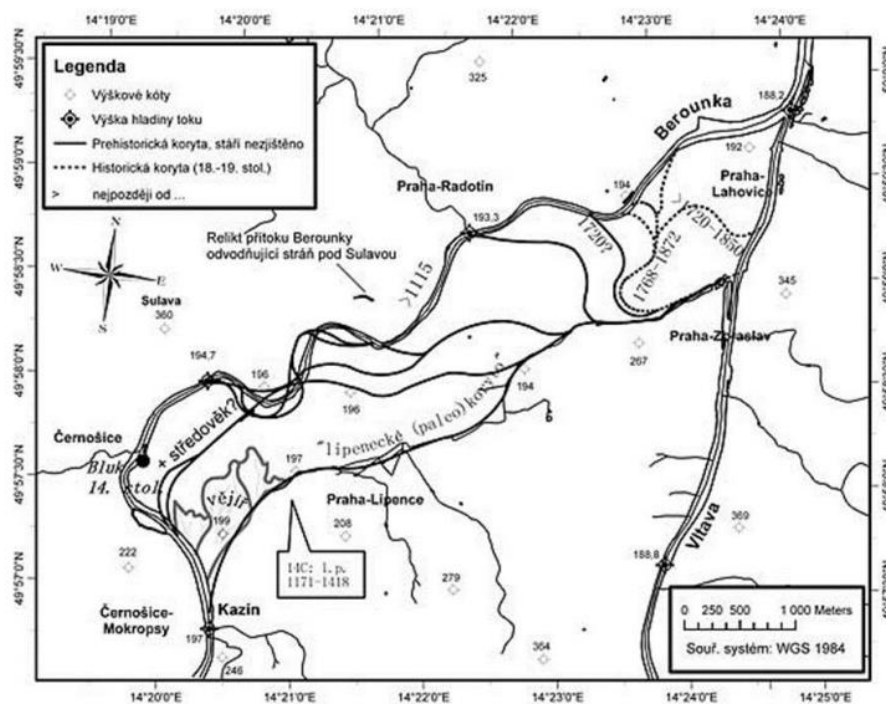 14°19'0"E 14°20'0"E 14°21'0"E 14°22'0"E 14°23'0"E 14°24'0"E
49°59'30"N
49°59'0"N
49°58'30"N
49°58'0"N
49°57'30"N
49°57'0"N
Legenda
Výškové kóty
Výška hladiny toku
Prehistorická koryta, stáří nezjištěno
Historická koryta (18.-19. stol.)
> nejpozději od ...
325
188,2
Berounka
192
Praha-
Lahovice
194
Praha-Radotín
193,3
>1720-1850
1720?
1768-1872
Relikt přítoku Berounky
odvodňující stráň pod Sulavou
>1115
N
W
E
S
Sulava
360
345
Praha-Zbraslav
267
194,7
196
196
194
středověk?
"lipenecké (paleo)koryto"
Černošice
Bluk
14. stol.
197
vějíř
199
Praha-Lipence
208
14C: l.p.
1171-1418
222
279
369
Vltava
188,8
Černošice-
Mokropsy
Kazín
197
246
364
0 250 500 1 000 Meters
Souř. systém: WGS 1984
14°20'0"E 14°21'0"E 14°22'0"E 14°23'0"E 14°24'0"E 14°25'0"E